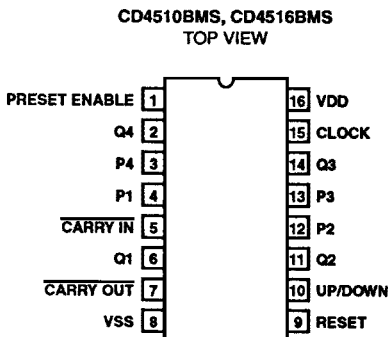 CD4510BMS, CD4516BMS
TOP VIEW
PRESET ENABLE 1 16 VDD
Q4 2 15 CLOCK
P4 3 14 Q3
P1 4 13 P3
CARRY IN 5 12 P2
Q1 6 11 Q2
CARRY OUT 7 10 UP/DOWN
VSS 8 9 RESET